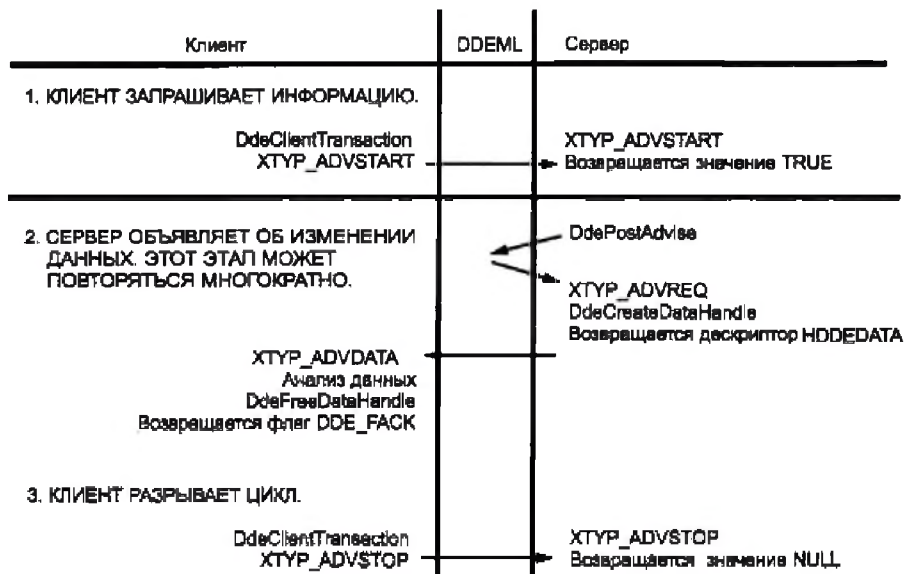 Клиент DDEML Сервер
1. КЛИЕНТ ЗАПРАШИВАЕТ ИНФОРМАЦИЮ.
DdeClientTransaction
XTYP_ADVSTART
XTYP_ADVSTART
Возвращается значение TRUE
2. СЕРВЕР ОБЪЯВЛЯЕТ ОБ ИЗМЕНЕНИИ
ДАННЫХ. ЭТОТ ЭТАП МОЖЕТ
ПОВТОРЯТЬСЯ МНОГОКРАТНО.
DdePostAdvise
XTYP_ADVREQ
DdeCreateDataHandle
Возвращается дескриптор HDDEDATA
XTYP_ADVDATA
Анализ данных
DdeFreeDataHandle
Возвращается флаг DDE_FACK
3. КЛИЕНТ РАЗРЫВАЕТ ЦИКЛ.
DdeClientTransaction
XTYP_ADVSTOP
XTYP_ADVSTOP
Возвращается значение NULL